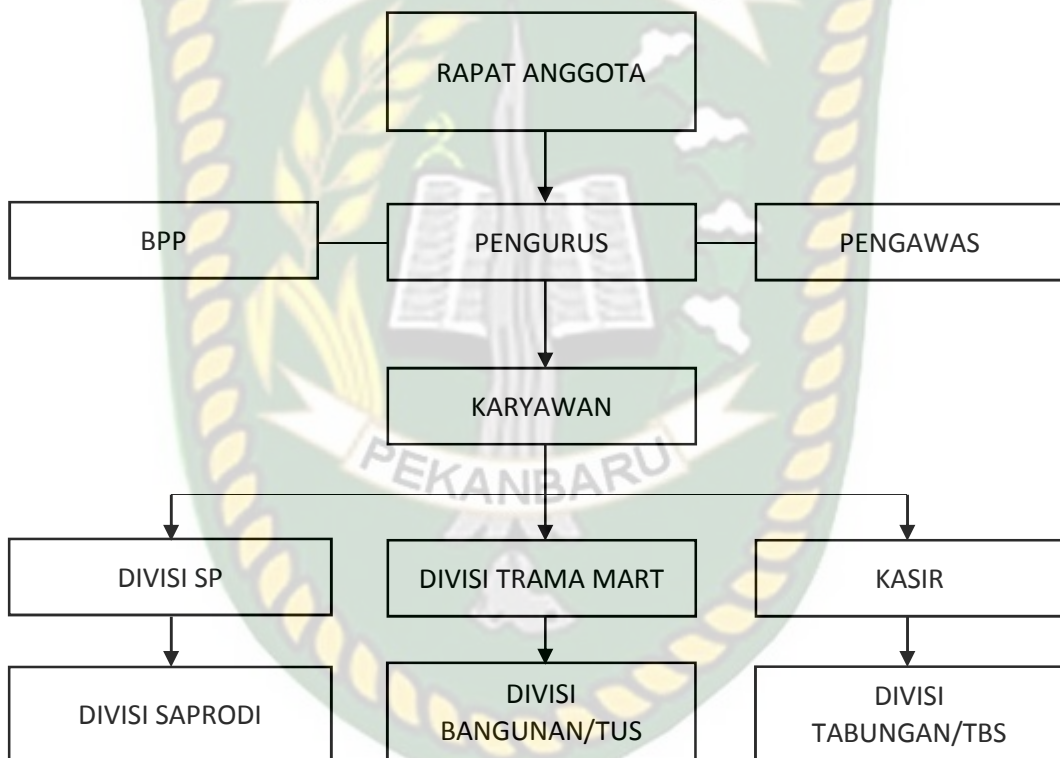 RAPAT ANGGOTA
BPP
PENGURUS
PENGAWAS
KARYAWAN
PEKANBARU
DIVISI SP
DIVISI TRAMA MART
KASIR
DIVISI SAPRODI
DIVISI
BANGUNAN/TUS
DIVISI
TABUNGAN/TBS